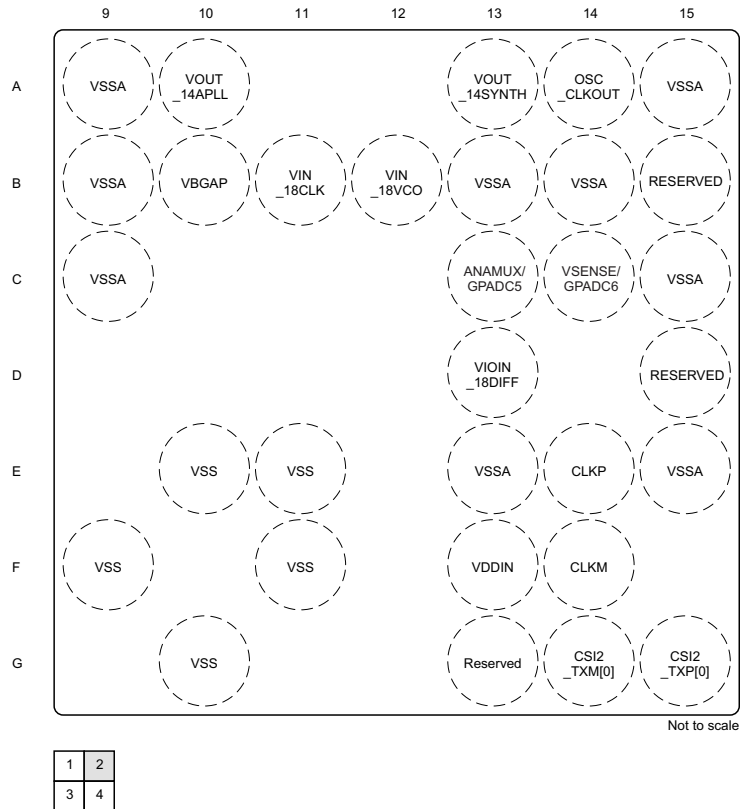 9 10 11 12 13 14 15
A
VSSA
VOUT
_14APLL
VOUT
_14SYNTH
OSC
_CLKOUT
VSSA
B
VSSA
VBGAP
VIN
_18CLK
VIN
_18VCO
VSSA
VSSA
RESERVED
C
VSSA
ANAMUX/
GPADC5
VSENSE/
GPADC6
VSSA
D
VIOIN
_18DIFF
RESERVED
E
VSS
VSS
VSSA
CLKP
VSSA
F
VSS
VSS
VDDIN
CLKM
G
VSS
Reserved
CSI2
_TXM[0]
CSI2
_TXP[0]
Not to scale
1 2
3 4